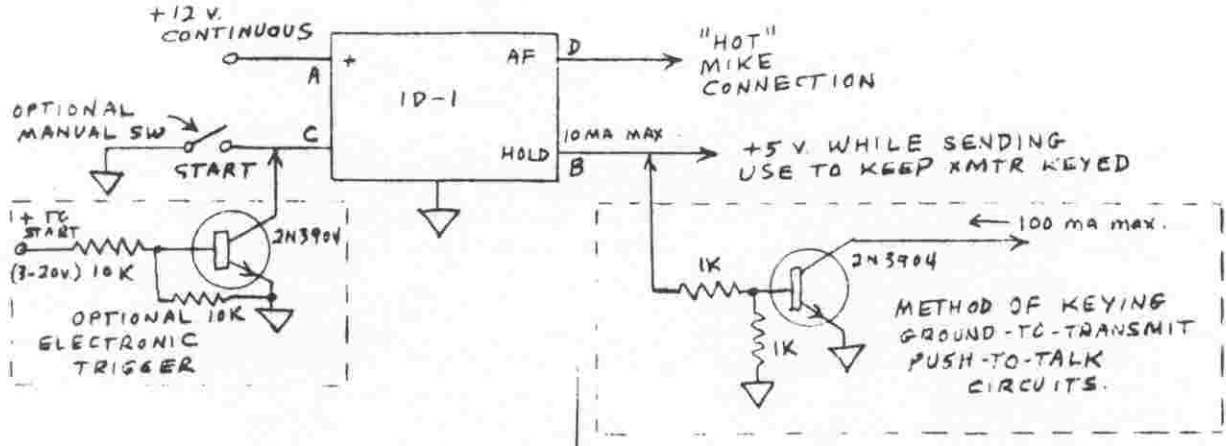 +12 v.
CONTINUOUS
A
+
AF
D
"HOT"
MIKE
CONNECTION
ID-1
OPTIONAL
MANUAL SW
C
START
HOLD
10 MA MAX
B
+5 v. WHILE SENDING
USE TO KEEP XMTR KEYED
+ TO
START
(3-20v.) 10K
2N3904
OPTIONAL 10K
ELECTRONIC
TRIGGER
← 100 ma max.
1K
2N3904
1K
METHOD OF KEYING
GROUND-TO-TRANSMIT
PUSH-TO-TALK
CIRCUITS.